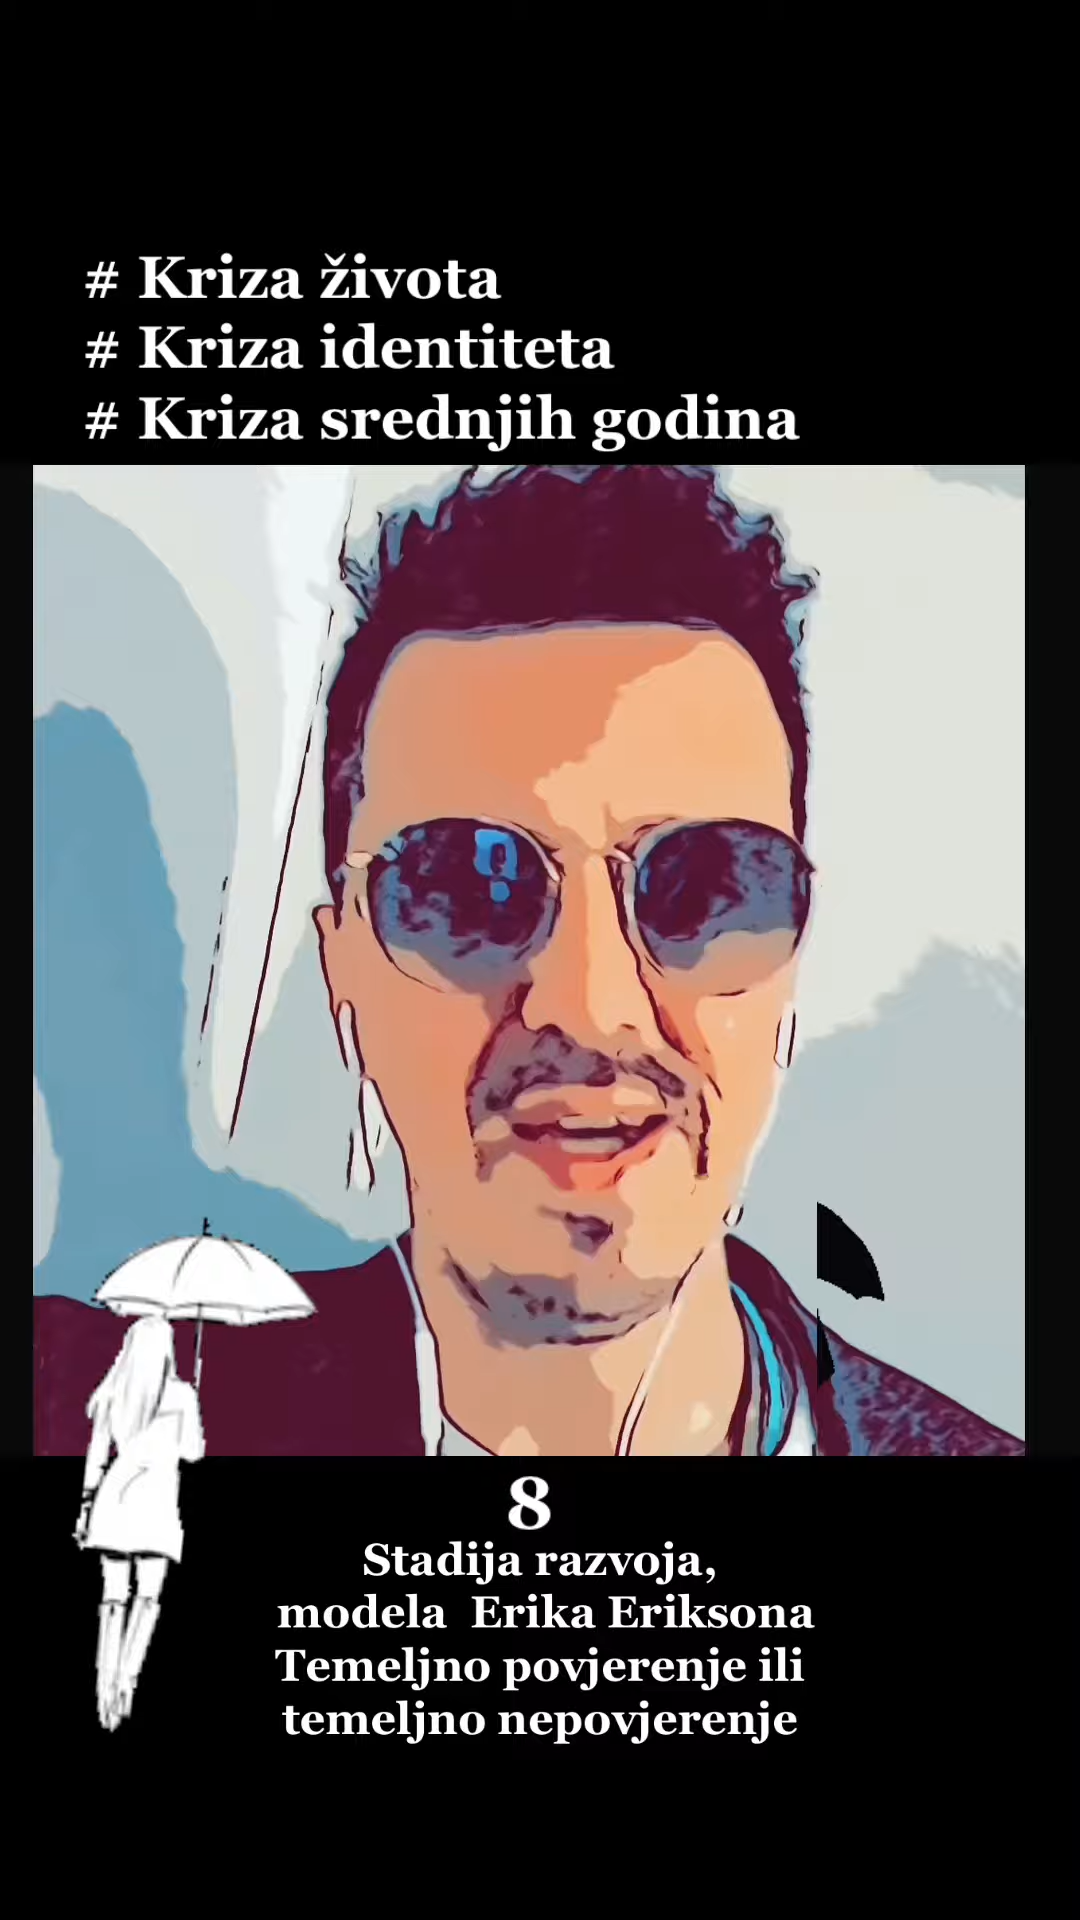 # Kriza života
# Kriza identiteta
# Kriza srednjih godina
8
Stadija razvoja,
modela Erika Eriksona
Temeljno povjerenje ili
temeljno nepovjerenje